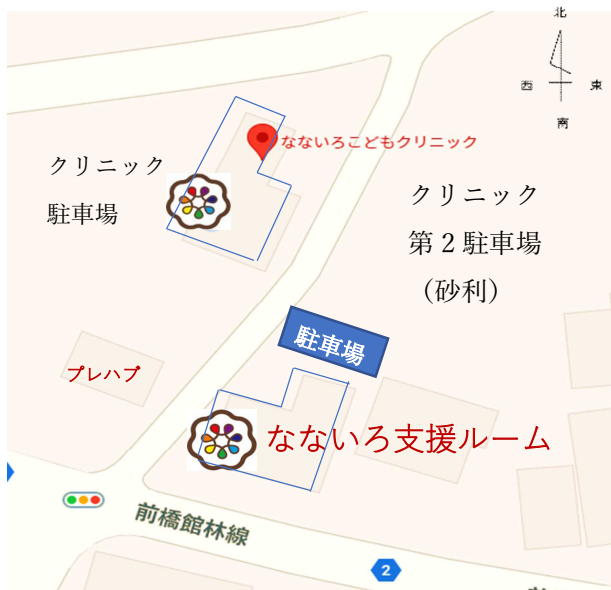 北
西
東
南
なないろこどもクリニック
クリニック
駐車場
クリニック
第２駐車場
（砂利）
駐車場
プレハブ
なないろ支援ルーム
前橋館林線
2